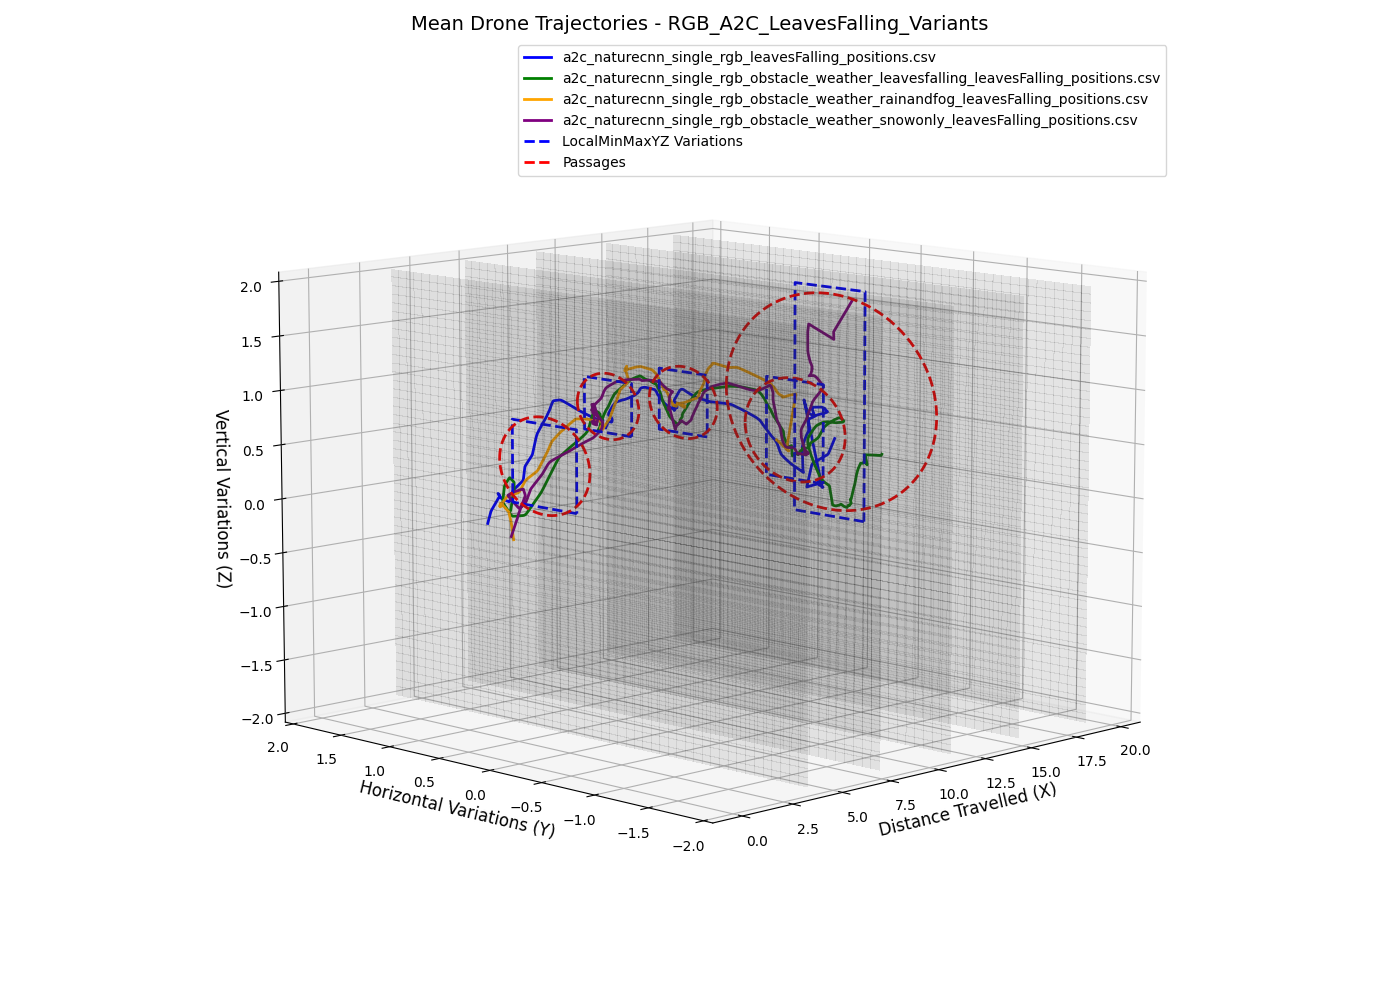 Mean Drone Trajectories - RGB_A2C_LeavesFalling_Variants
a2c_naturecnn_single_rgb_leavesFalling_positions.csv
a2c_naturecnn_single_rgb_obstacle_weather_leavesfalling_leavesFalling_positions.csv
a2c_naturecnn_single_rgb_obstacle_weather_rainandfog_leavesFalling_positions.csv
a2c_naturecnn_single_rgb_obstacle_weather_snowonly_leavesFalling_positions.csv
LocalMinMaxYZ Variations
Passages
2.0
1.5
1.0
0.5
0.0
−0.5
−1.0
−1.5
−2.0
Vertical Variations (Z)
2.0
1.5
1.0
0.5
0.0
−0.5
−1.0
−1.5
−2.0
Horizontal Variations (Y)
0.0
2.5
5.0
7.5
10.0
12.5
15.0
17.5
20.0
Distance Travelled (X)